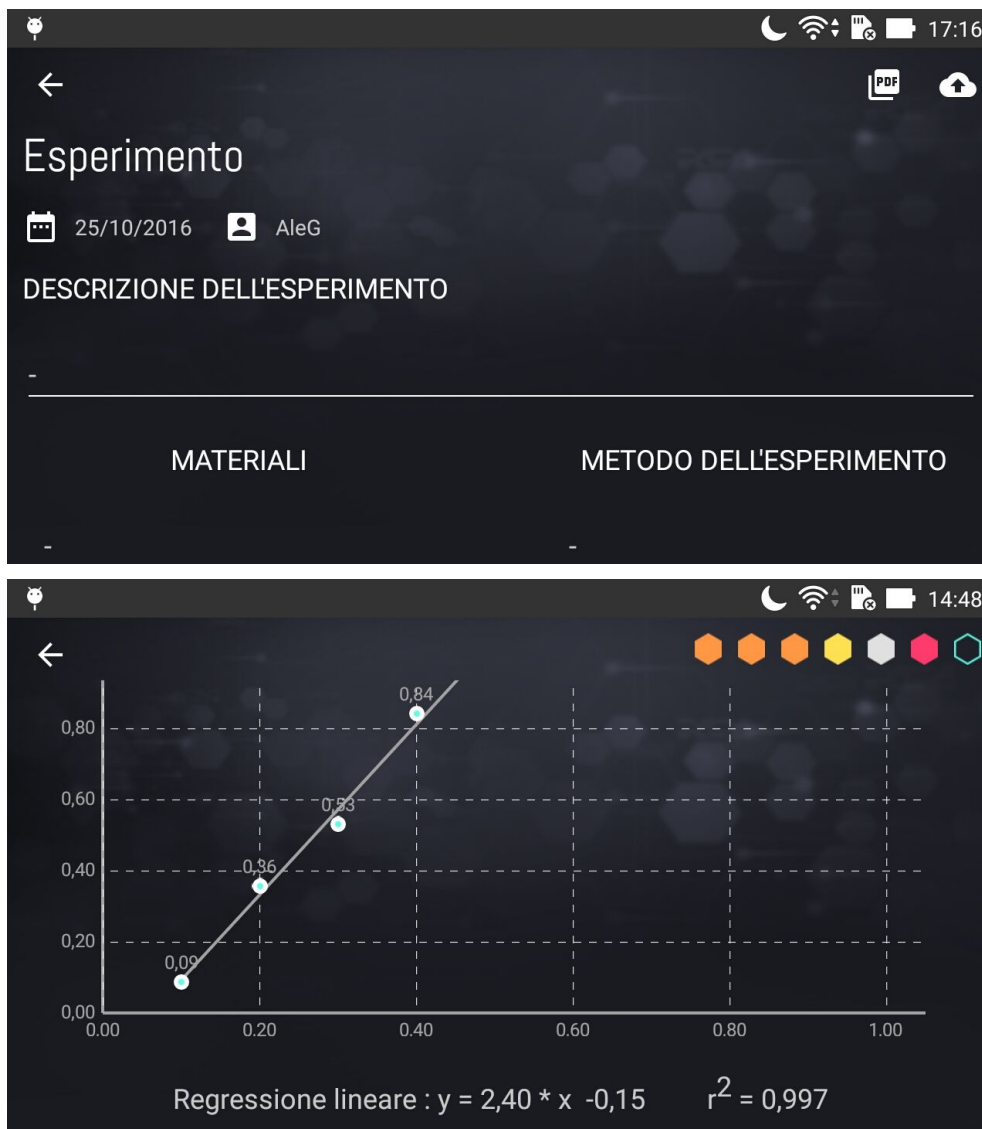 17:16
PDF
Esperimento
25/10/2016 AleG
DESCRIZIONE DELL'ESPERIMENTO
-
MATERIALI METODO DELL'ESPERIMENTO
- -
14:48
0,84
0,80
0,60
0,53
0,40
0,36
0,20
0,09
0,00
0.00 0.20 0.40 0.60 0.80 1.00
Regressione lineare : y = 2,40 * x -0,15 r² = 0,997